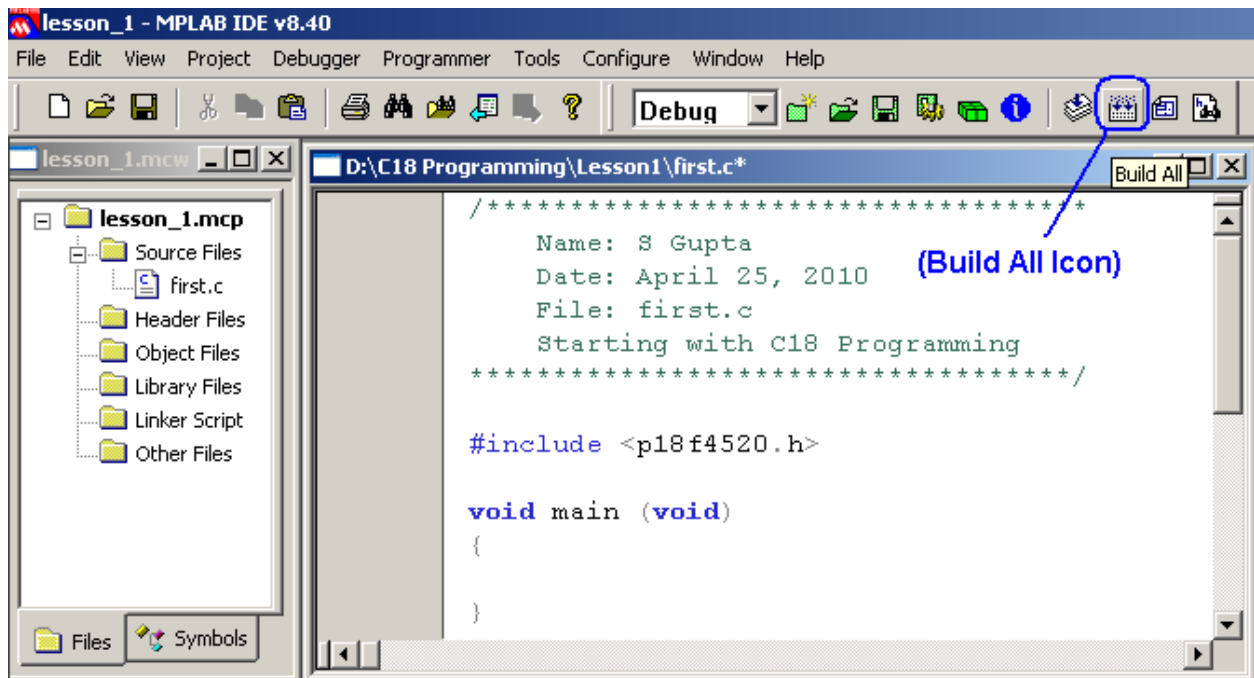 lesson_1 - MPLAB IDE v8.40
File Edit View Project Debugger Programmer Tools Configure Window Help
Debug
Build All
lesson_1.mcw
lesson_1.mcp
Source Files
first.c
Header Files
Object Files
Library Files
Linker Script
Other Files
Files
Symbols
D:\C18 Programming\Lesson1\first.c*
/************************************
Name: S Gupta
Date: April 25, 2010
File: first.c
Starting with C18 Programming
************************************/
(Build All Icon)
#include <p18f4520.h>
void main (void)
{
}